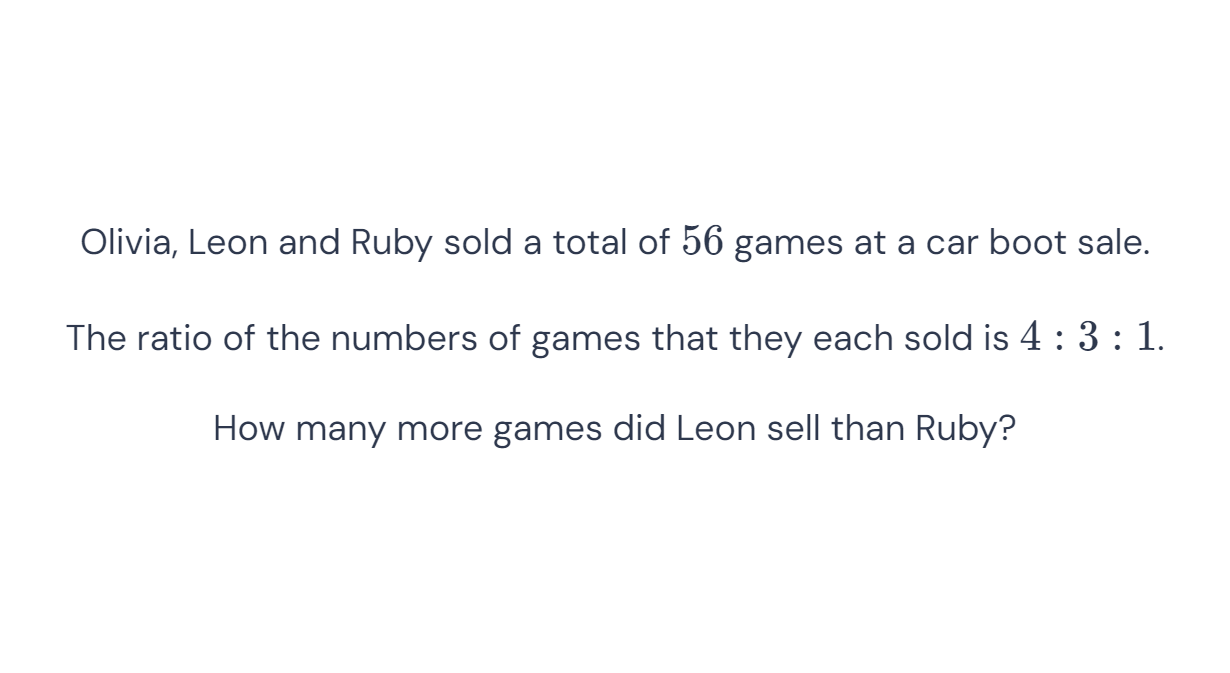 Olivia, Leon and Ruby sold a total of 56 games at a car boot sale.
The ratio of the numbers of games that they each sold is 4 : 3 : 1.
How many more games did Leon sell than Ruby?